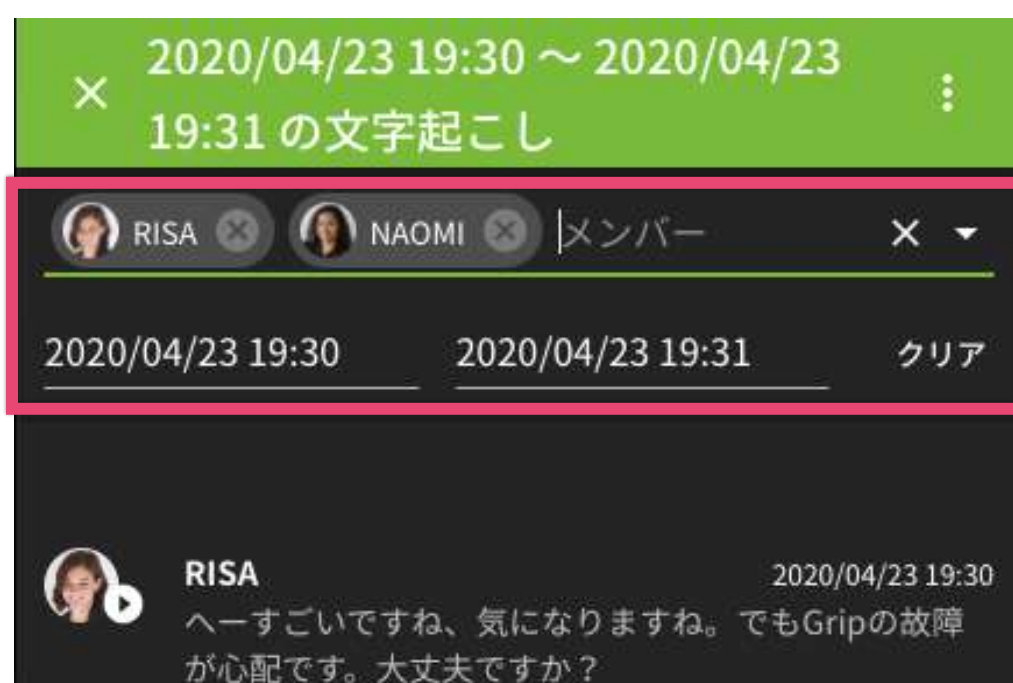 2020/04/23 19:30 ～ 2020/04/23
19:31 の文字起こし
RISA NAOMI メンバー
2020/04/23 19:30 2020/04/23 19:31 クリア
RISA 2020/04/23 19:30
へーすごいですね、気になりますね。でもGripの故障
が心配です。大丈夫ですか？